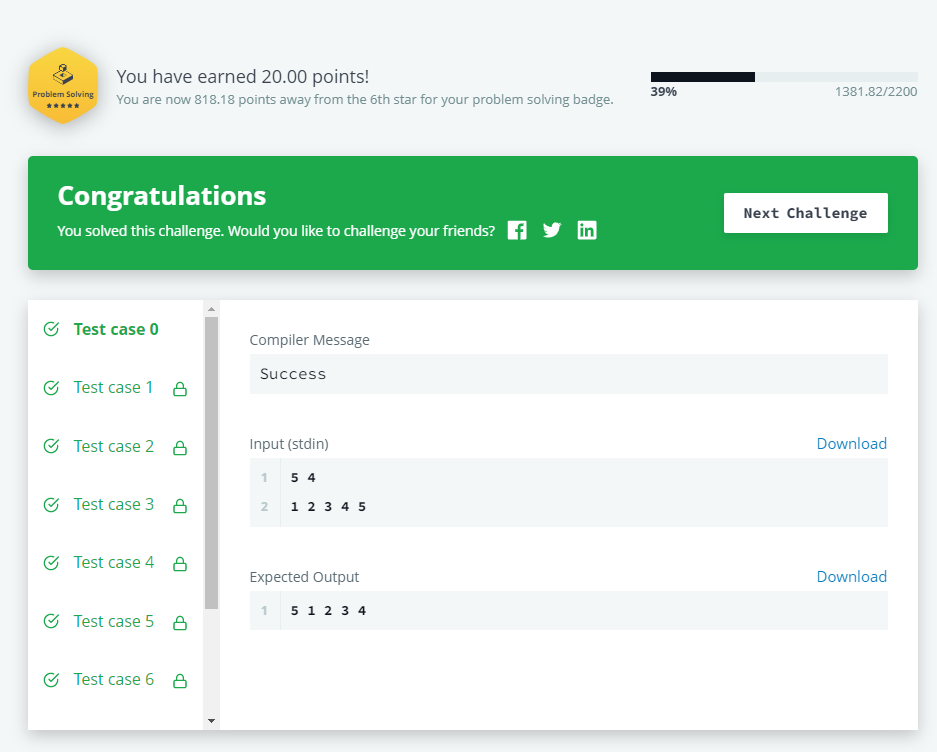 Problem Solving
You have earned 20.00 points!
You are now 818.18 points away from the 6th star for your problem solving badge.
39%
1381.82/2200
Congratulations
You solved this challenge. Would you like to challenge your friends?
Next Challenge
Test case 0
Test case 1
Test case 2
Test case 3
Test case 4
Test case 5
Test case 6
Compiler Message
Success
Input (stdin)
Download
1 5 4
2 1 2 3 4 5
Expected Output
Download
1 5 1 2 3 4